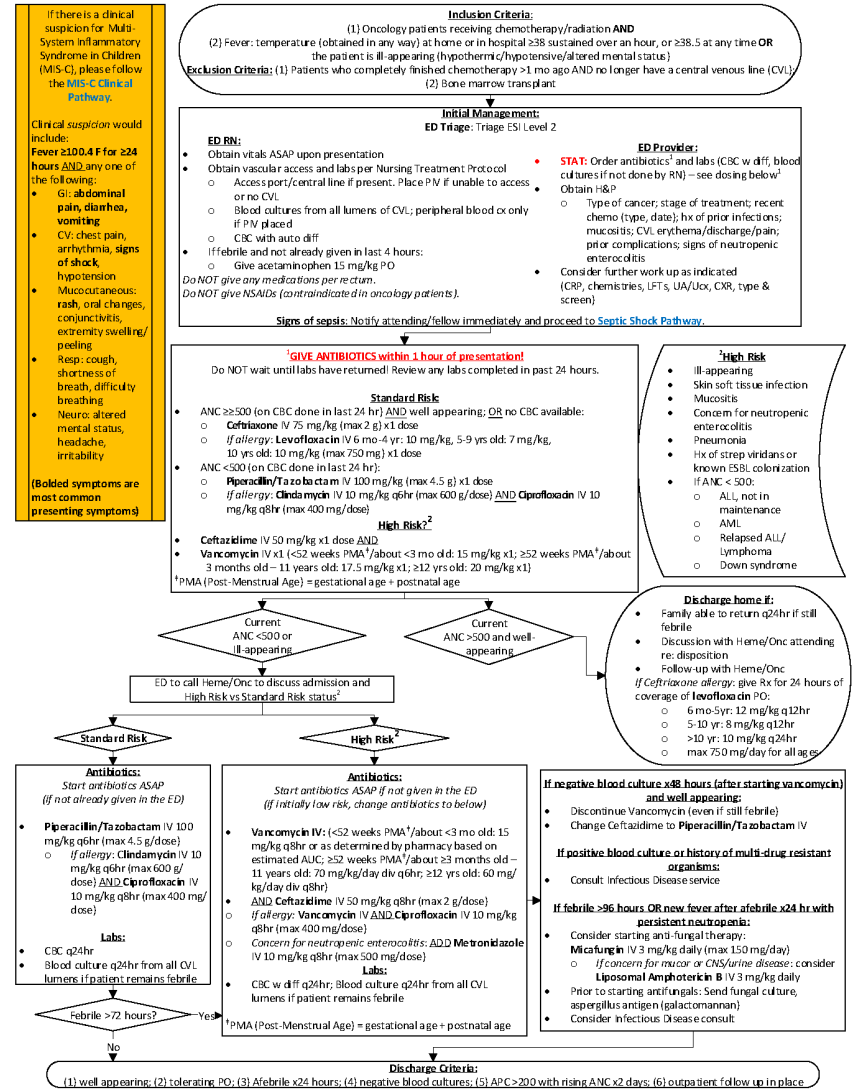 If there is a clinical
suspicion for Multi-
System Inflammatory
Syndrome in Children
(MIS-C), please follow
the MIS-C Clinical
Pathway.
Clinical suspicion would
include:
Fever ≥100.4 F for ≥24
hours AND any one of
the following:
• GI: abdominal
pain, diarrhea,
vomiting
• CV: chest pain,
arrhythmia, signs
of shock,
hypotension
• Mucocutaneous:
rash, oral changes,
conjunctivitis,
extremity swelling/
peeling
• Resp: cough,
shortness of
breath, difficulty
breathing
• Neuro: altered
mental status,
headache,
irritability
(Bolded symptoms are
most common
presenting symptoms)
Inclusion Criteria:
(1) Oncology patients receiving chemotherapy/radiation AND
(2) Fever: temperature (obtained in any way) at home or in hospital ≥38 sustained over an hour, or ≥38.5 at any time OR
the patient is ill-appearing (hypothermic/hypotensive/altered mental status)
Exclusion Criteria: (1) Patients who completely finished chemotherapy >1 mo ago AND no longer have a central venous line (CVL);
(2) Bone marrow transplant
Initial Management:
ED Triage: Triage ESI Level 2
ED RN:
• Obtain vitals ASAP upon presentation
• Obtain vascular access and labs per Nursing Treatment Protocol
o Access port/central line if present. Place PIV if unable to access
or no CVL
o Blood cultures from all lumens of CVL; peripheral blood cx only
if PIV placed
o CBC with auto diff
• If febrile and not already given in last 4 hours:
o Give acetaminophen 15 mg/kg PO
Do NOT give any medications per rectum.
Do NOT give NSAIDs (contraindicated in oncology patients).
ED Provider:
• STAT: Order antibiotics¹ and labs (CBC w diff, blood
cultures if not done by RN) – see dosing below¹
• Obtain H&P
o Type of cancer; stage of treatment; recent
chemo (type, date); hx of prior infections;
mucositis; CVL erythema/discharge/pain;
prior complications; signs of neutropenic
enterocolitis
• Consider further work up as indicated
(CRP, chemistries, LFTs, UA/Ucx, CXR, type &
screen)
Signs of sepsis: Notify attending/fellow immediately and proceed to Septic Shock Pathway.
¹GIVE ANTIBIOTICS within 1 hour of presentation!
Do NOT wait until labs have returned! Review any labs completed in past 24 hours.
Standard Risk:
• ANC ≥≥500 (on CBC done in last 24 hr) AND well appearing; OR no CBC available:
o Ceftriaxone IV 75 mg/kg (max 2 g) x1 dose
o If allergy: Levofloxacin IV 6 mo-4 yr: 10 mg/kg, 5-9 yrs old: 7 mg/kg,
10 yrs old: 10 mg/kg (max 750 mg) x1 dose
• ANC <500 (on CBC done in last 24 hr):
o Piperacillin/Tazobactam IV 100 mg/kg (max 4.5 g) x1 dose
o If allergy: Clindamycin IV 10 mg/kg q6hr (max 600 g/dose) AND Ciprofloxacin IV 10
mg/kg q8hr (max 400 mg/dose)
High Risk?²
• Ceftazidime IV 50 mg/kg x1 dose AND
• Vancomycin IV x1 (<52 weeks PMA‡/about <3 mo old: 15 mg/kg x1; ≥52 weeks PMA‡/about
3 months old – 11 years old: 17.5 mg/kg x1; ≥12 yrs old: 20 mg/kg x1)
‡PMA (Post-Menstrual Age) = gestational age + postnatal age
²High Risk
• Ill-appearing
• Skin soft tissue infection
• Mucositis
• Concern for neutropenic
enterocolitis
• Pneumonia
• Hx of strep viridans or
known ESBL colonization
• If ANC < 500:
o ALL, not in
maintenance
o AML
o Relapsed ALL/
Lymphoma
o Down syndrome
Current
ANC <500 or
Ill-appearing
Current
ANC >500 and well-
appearing
Discharge home if:
• Family able to return q24hr if still
febrile
• Discussion with Heme/Onc attending
re: disposition
• Follow-up with Heme/Onc
If Ceftriaxone allergy: give Rx for 24 hours of
coverage of levofloxacin PO:
o 6 mo-5yr: 12 mg/kg q12hr
o 5-10 yr: 8 mg/kg q12hr
o >10 yr: 10 mg/kg q24hr
o max 750 mg/day for all ages
ED to call Heme/Onc to discuss admission and
High Risk vs Standard Risk status²
Standard Risk
High Risk²
Antibiotics:
Start antibiotics ASAP
(if not already given in the ED)
• Piperacillin/Tazobactam IV 100
mg/kg q6hr (max 4.5 g/dose)
o If allergy: Clindamycin IV 10
mg/kg q6hr (max 600 g/
dose) AND Ciprofloxacin IV
10 mg/kg q8hr (max 400 mg/
dose)
Labs:
• CBC q24hr
• Blood culture q24hr from all CVL
lumens if patient remains febrile
Antibiotics:
Start antibiotics ASAP if not given in the ED
(if initially low risk, change antibiotics to below)
• Vancomycin IV: (<52 weeks PMA‡/about <3 mo old: 15
mg/kg q8hr or as determined by pharmacy based on
estimated AUC; ≥52 weeks PMA‡/about ≥3 months old –
11 years old: 70 mg/kg/day div q6hr; ≥12 yrs old: 60 mg/
kg/day div q8hr)
• AND Ceftazidime IV 50 mg/kg q8hr (max 2 g/dose)
o If allergy: Vancomycin IV AND Ciprofloxacin IV 10 mg/kg
q8hr (max 400 mg/dose)
o Concern for neutropenic enterocolitis: ADD Metronidazole
IV 10 mg/kg q8hr (max 500 mg/dose)
Labs:
• CBC w diff q24hr; Blood culture q24hr from all CVL
lumens if patient remains febrile
‡PMA (Post-Menstrual Age) = gestational age + postnatal age
If negative blood culture x48 hours (after starting vancomycin)
and well appearing:
• Discontinue Vancomycin (even if still febrile)
• Change Ceftazidime to Piperacillin/Tazobactam IV
If positive blood culture or history of multi-drug resistant
organisms:
• Consult Infectious Disease service
If febrile >96 hours OR new fever after afebrile x24 hr with
persistent neutropenia:
• Consider starting anti-fungal therapy:
Micafungin IV 3 mg/kg daily (max 150 mg/day)
o If concern for mucor or CNS/urine disease: consider
Liposomal Amphotericin B IV 3 mg/kg daily
• Prior to starting antifungals: Send fungal culture,
aspergillus antigen (galactomannan)
• Consider Infectious Disease consult
Febrile >72 hours?
Yes
No
Discharge Criteria:
(1) well appearing; (2) tolerating PO; (3) Afebrile x24 hours; (4) negative blood cultures; (5) APC >200 with rising ANC x2 days; (6) outpatient follow up in place